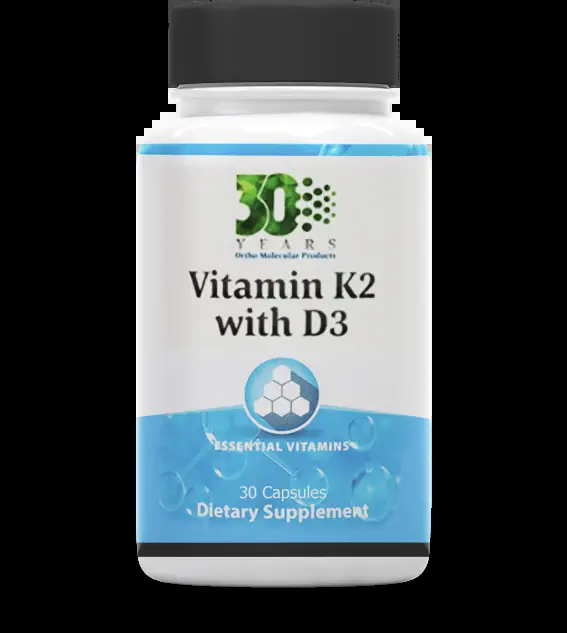 30
YEARS
Ortho Molecular Products
Vitamin K2
with D3
ESSENTIAL VITAMINS
30 Capsules
Dietary Supplement